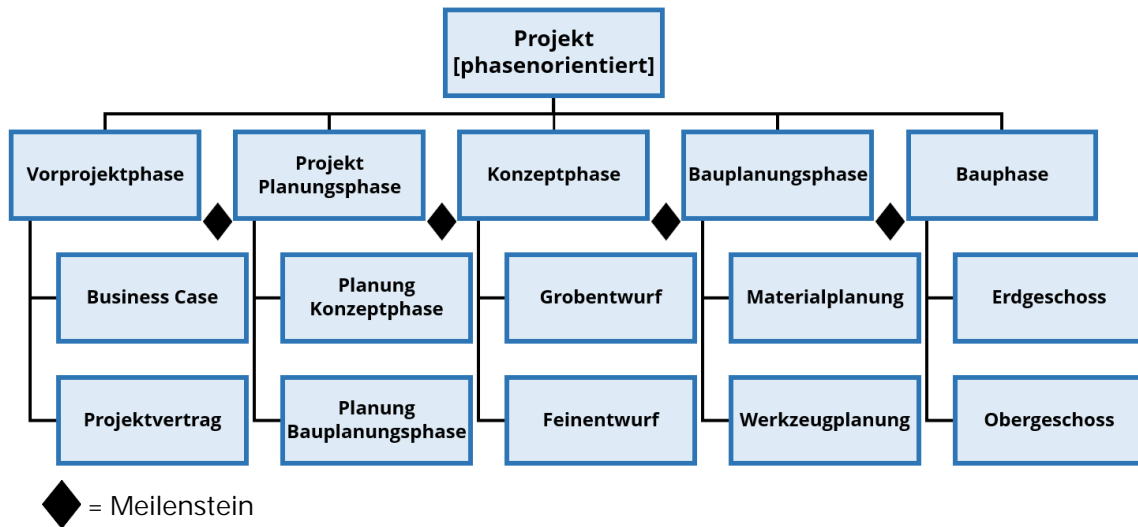 Projekt
[phasenorientiert]
Vorprojektphase
Projekt
Planungsphase
Konzeptphase
Bauplanungsphase
Bauphase
Business Case
Planung
Konzeptphase
Grobentwurf
Materialplanung
Erdgeschoss
Projektvertrag
Planung
Bauplanungsphase
Feinentwurf
Werkzeugplanung
Obergeschoss
= Meilenstein